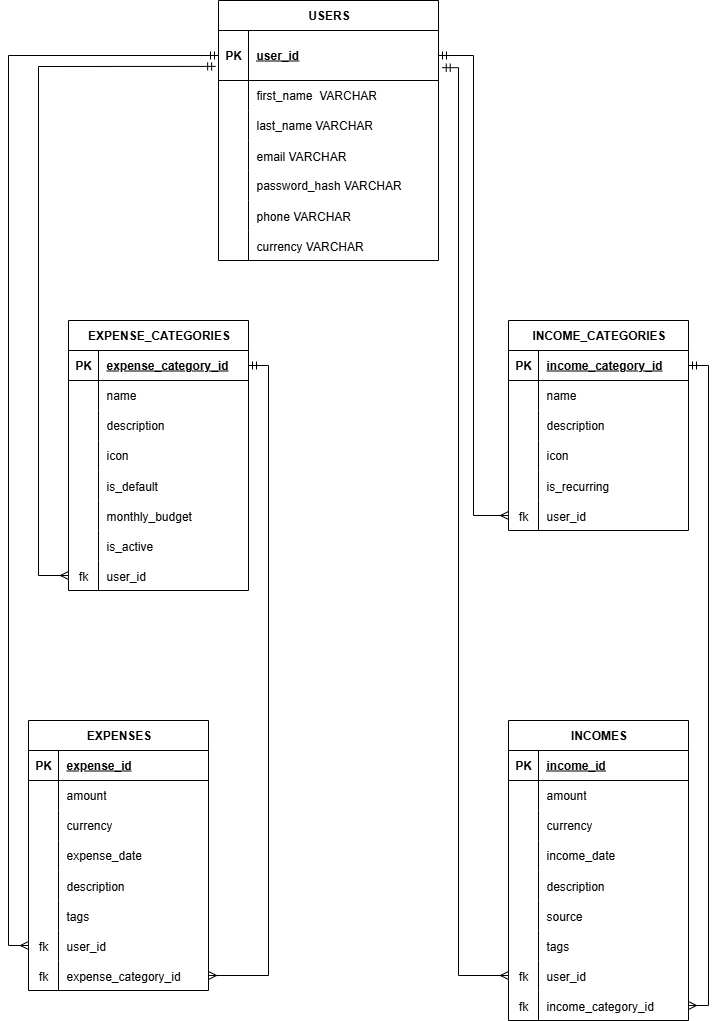 USERS
PK user_id
first_name  VARCHAR
last_name VARCHAR
email VARCHAR
password_hash VARCHAR
phone VARCHAR
currency VARCHAR
EXPENSE_CATEGORIES
PK expense_category_id
name
description
icon
is_default
monthly_budget
is_active
fk user_id
INCOME_CATEGORIES
PK income_category_id
name
description
icon
is_recurring
fk user_id
EXPENSES
PK expense_id
amount
currency
expense_date
description
tags
fk user_id
fk expense_category_id
INCOMES
PK income_id
amount
currency
income_date
description
source
tags
fk user_id
fk income_category_id